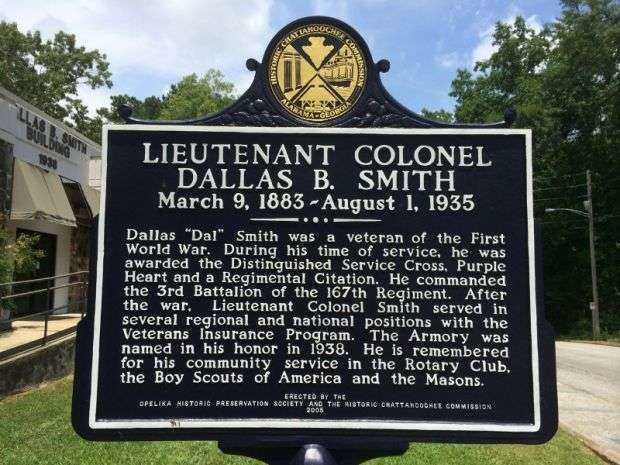 HISTORIC CHATTAHOOCHEE COMMISSION
ALABAMA-GEORGIA
LLAS B. SMITH
BUILDING
1938
LIEUTENANT COLONEL
DALLAS B. SMITH
March 9, 1883 ~ August 1, 1935
Dallas "Dal" Smith was a veteran of the First
World War. During his time of service, he was
awarded the Distinguished Service Cross, Purple
Heart and a Regimental Citation. He commanded
the 3rd Battalion of the 167th Regiment. After
the war, Lieutenant Colonel Smith served in
several regional and national positions with the
Veterans Insurance Program. The Armory was
named in his honor in 1938. He is remembered
for his community service in the Rotary Club,
the Boy Scouts of America and the Masons.
ERECTED BY THE
OPELIKA HISTORIC PRESERVATION SOCIETY AND THE HISTORIC CHATTAHOOCHEE COMMISSION
2005